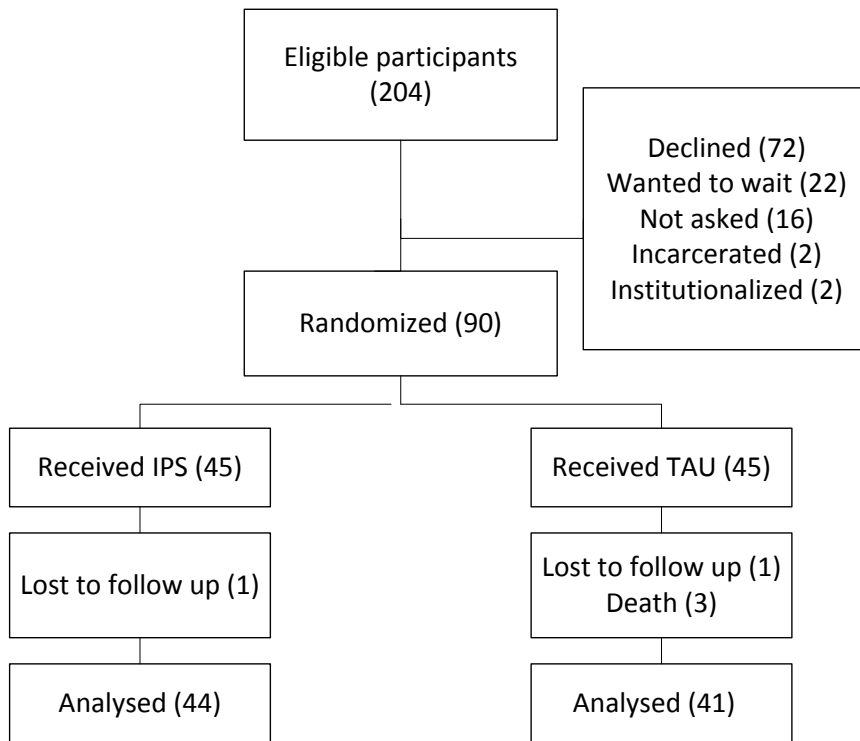 Eligible participants
(204)
Declined (72)
Wanted to wait (22)
Not asked (16)
Incarcerated (2)
Institutionalized (2)
Randomized (90)
Received IPS (45)
Received TAU (45)
Lost to follow up (1)
Lost to follow up (1)
Death (3)
Analysed (44)
Analysed (41)